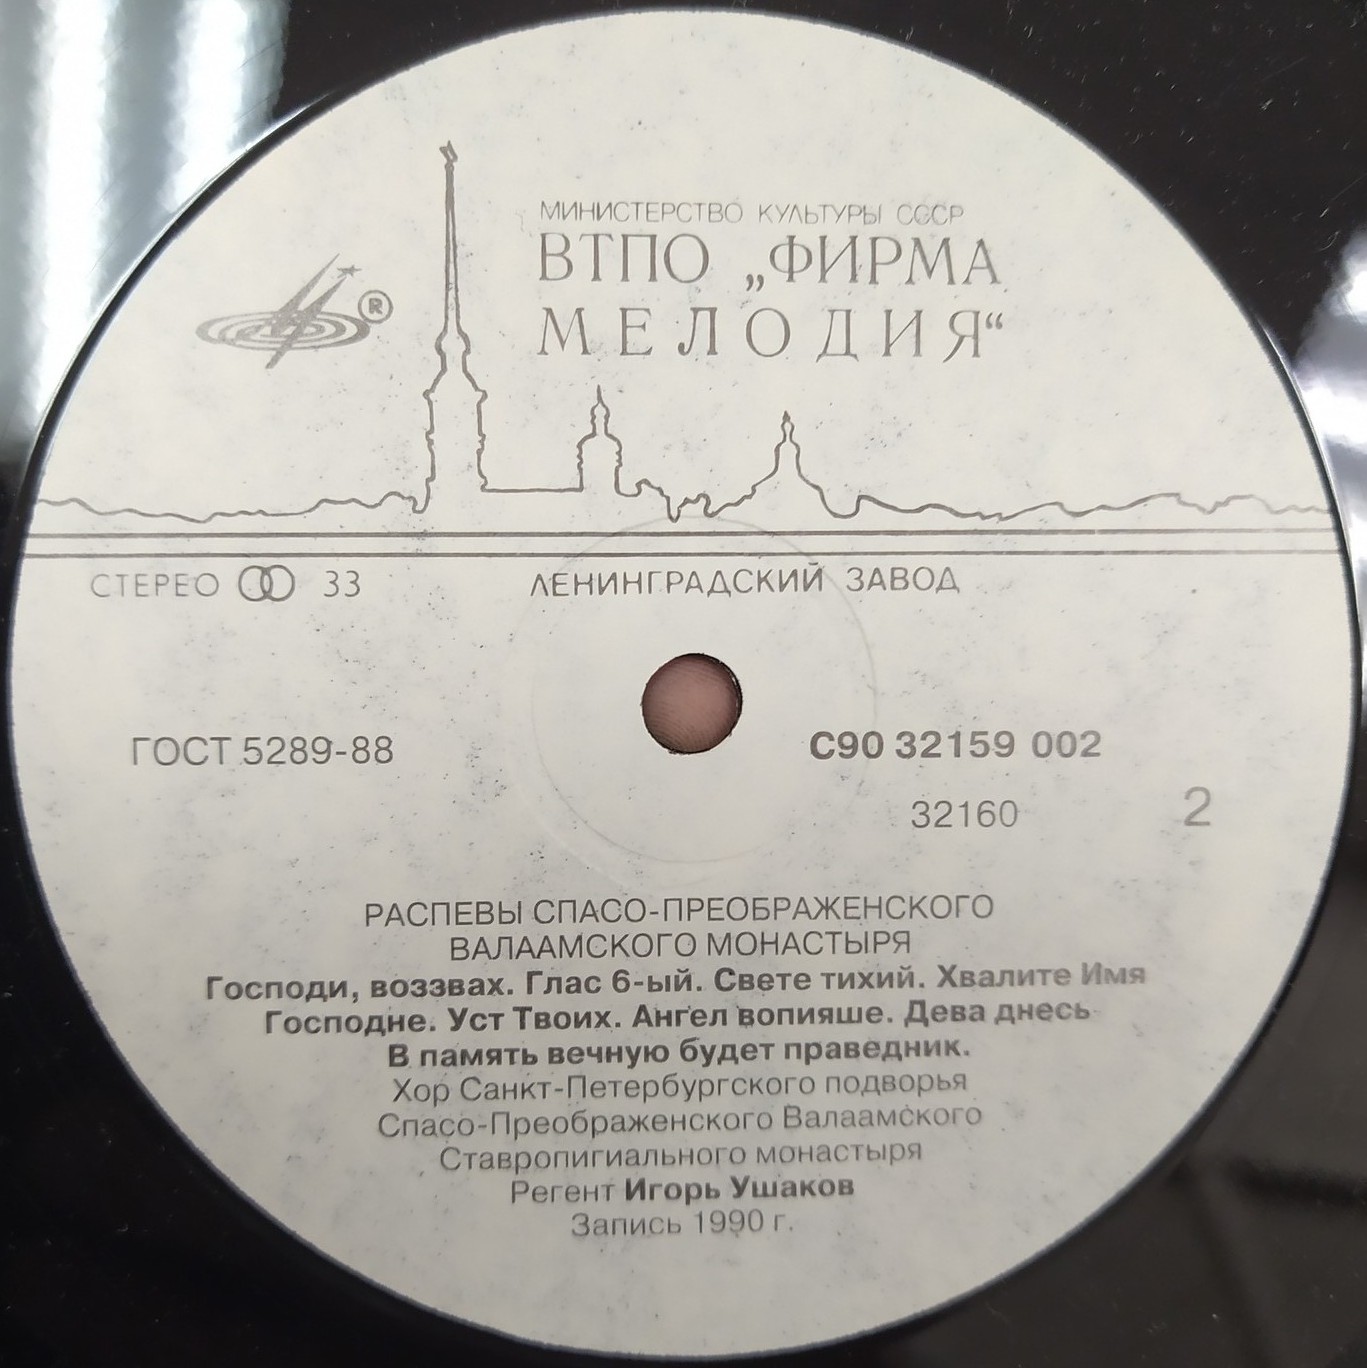 МИНИСТЕРСТВО КУЛЬТУРЫ СССР
ВТПО „ФИРМА
МЕЛОДИЯ“
®
СТЕРЕО 33
ЛЕНИНГРАДСКИЙ ЗАВОД
ГОСТ 5289-88
С90 32159 002
32160
2
РАСПЕВЫ СПАСО-ПРЕОБРАЖЕНСКОГО
ВАЛААМСКОГО МОНАСТЫРЯ
Господи, воззвах. Глас 6-ый. Свете тихий. Хвалите Имя
Господне. Уст Твоих. Ангел вопияше. Дева днесь
В память вечную будет праведник.
Хор Санкт-Петербургского подворья
Спасо-Преображенского Валаамского
Ставропигиального монастыря
Регент Игорь Ушаков
Запись 1990 г.